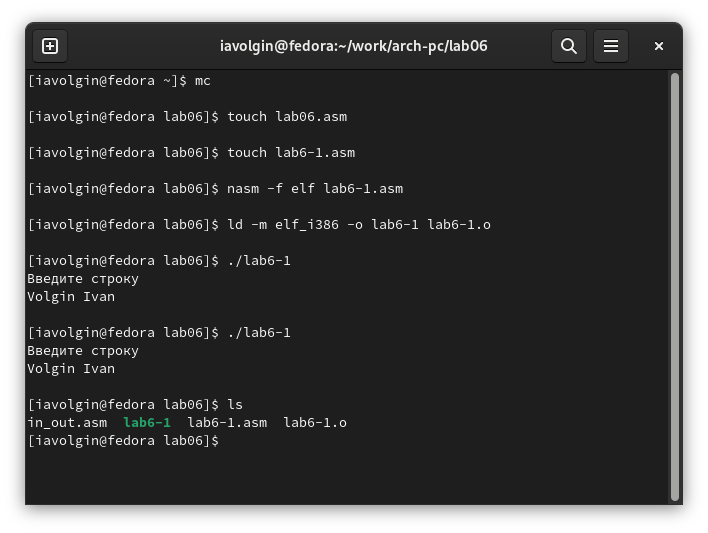 iavolgin@fedora:~/work/arch-pc/lab06
[iavolgin@fedora ~]$ mc
[iavolgin@fedora lab06]$ touch lab06.asm
[iavolgin@fedora lab06]$ touch lab6-1.asm
[iavolgin@fedora lab06]$ nasm -f elf lab6-1.asm
[iavolgin@fedora lab06]$ ld -m elf_i386 -o lab6-1 lab6-1.o
[iavolgin@fedora lab06]$ ./lab6-1
Введите строку
Volgin Ivan
[iavolgin@fedora lab06]$ ./lab6-1
Введите строку
Volgin Ivan
[iavolgin@fedora lab06]$ ls
in_out.asm  lab6-1  lab6-1.asm  lab6-1.o
[iavolgin@fedora lab06]$